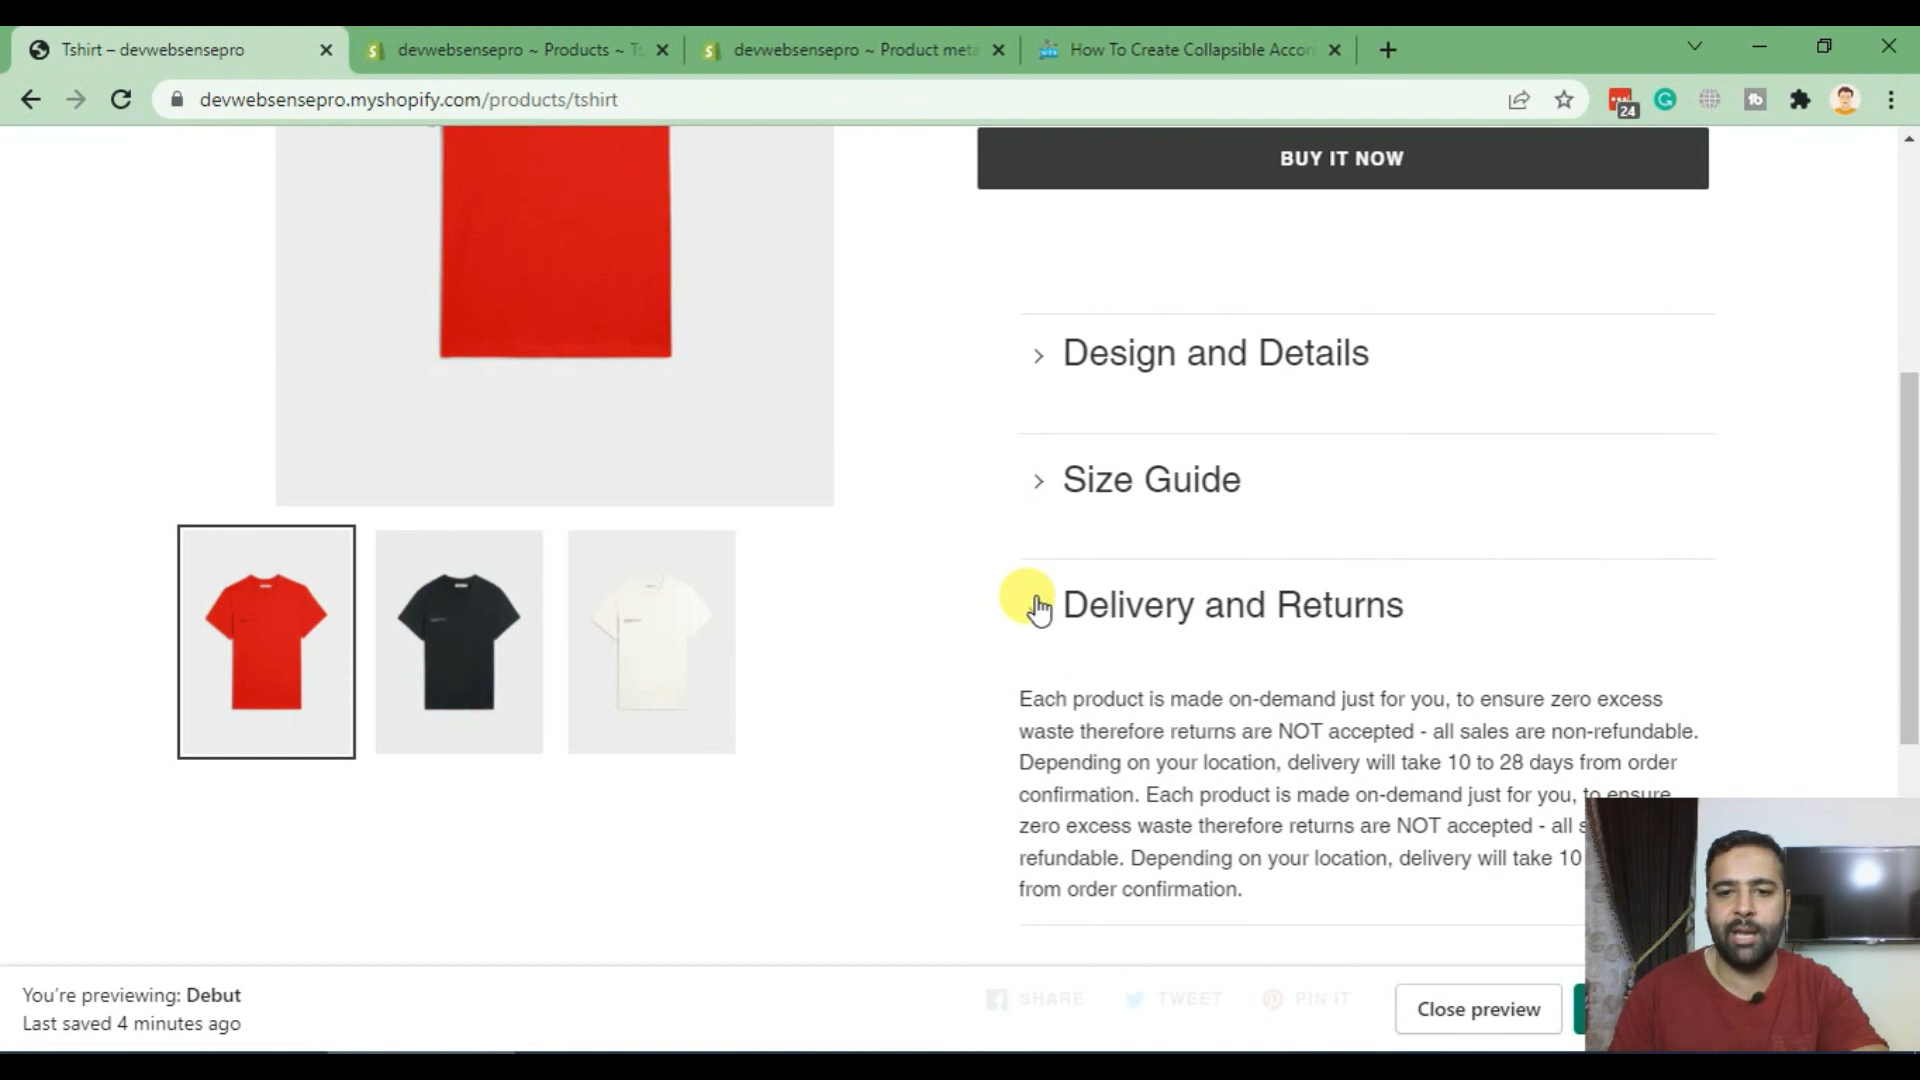 Tshirt – devwebsensepro
devwebsensepro ~ Products ~ Ts
devwebsensepro ~ Product meta
How To Create Collapsible Accor
devwebsensepro.myshopify.com/products/tshirt
24
BUY IT NOW
Design and Details
Size Guide
Delivery and Returns
Each product is made on-demand just for you, to ensure zero excess
waste therefore returns are NOT accepted - all sales are non-refundable.
Depending on your location, delivery will take 10 to 28 days from order
confirmation. Each product is made on-demand just for you, to ensure
zero excess waste therefore returns are NOT accepted - all s
refundable. Depending on your location, delivery will take 10
from order confirmation.
You're previewing: Debut
Last saved 4 minutes ago
SHARE
TWEET
PIN IT
Close preview